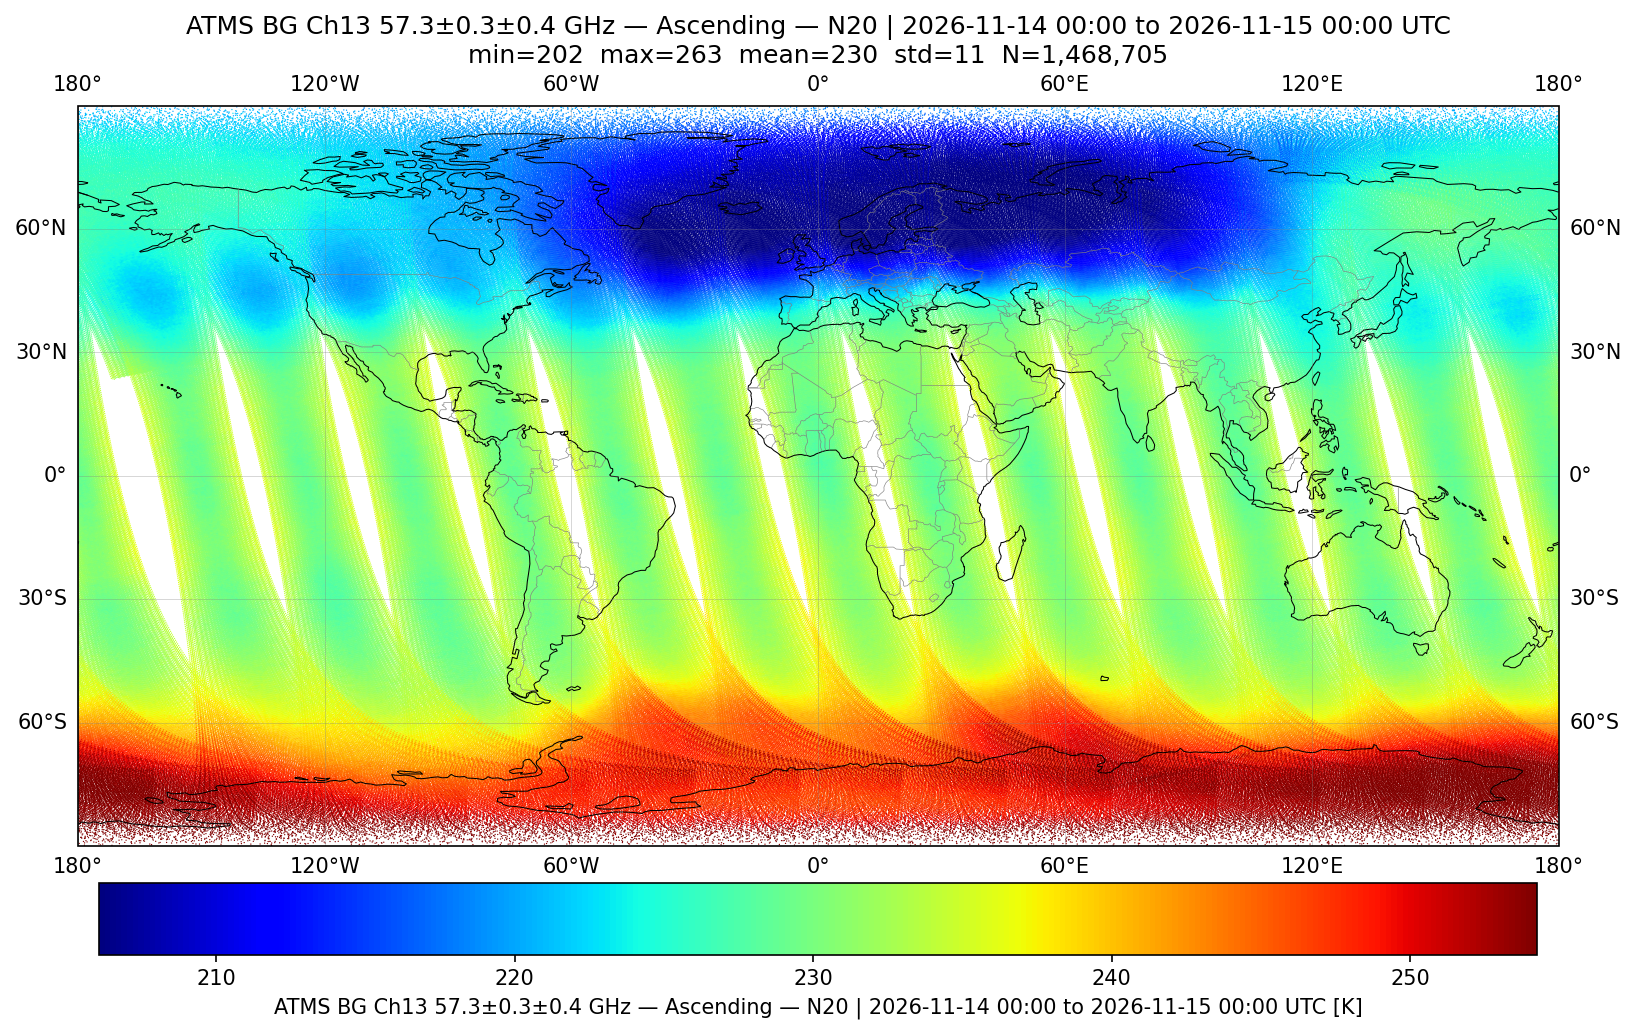 ATMS BG Ch13 57.3±0.3±0.4 GHz — Ascending — N20 | 2026-11-14 00:00 to 2026-11-15 00:00 UTC
min=202 max=263 mean=230 std=11 N=1,468,705
180° 120°W 60°W 0° 60°E 120°E 180°
60°N 60°N
30°N 30°N
0° 0°
30°S 30°S
60°S 60°S
180° 120°W 60°W 0° 60°E 120°E 180°
210 220 230 240 250
ATMS BG Ch13 57.3±0.3±0.4 GHz — Ascending — N20 | 2026-11-14 00:00 to 2026-11-15 00:00 UTC [K]